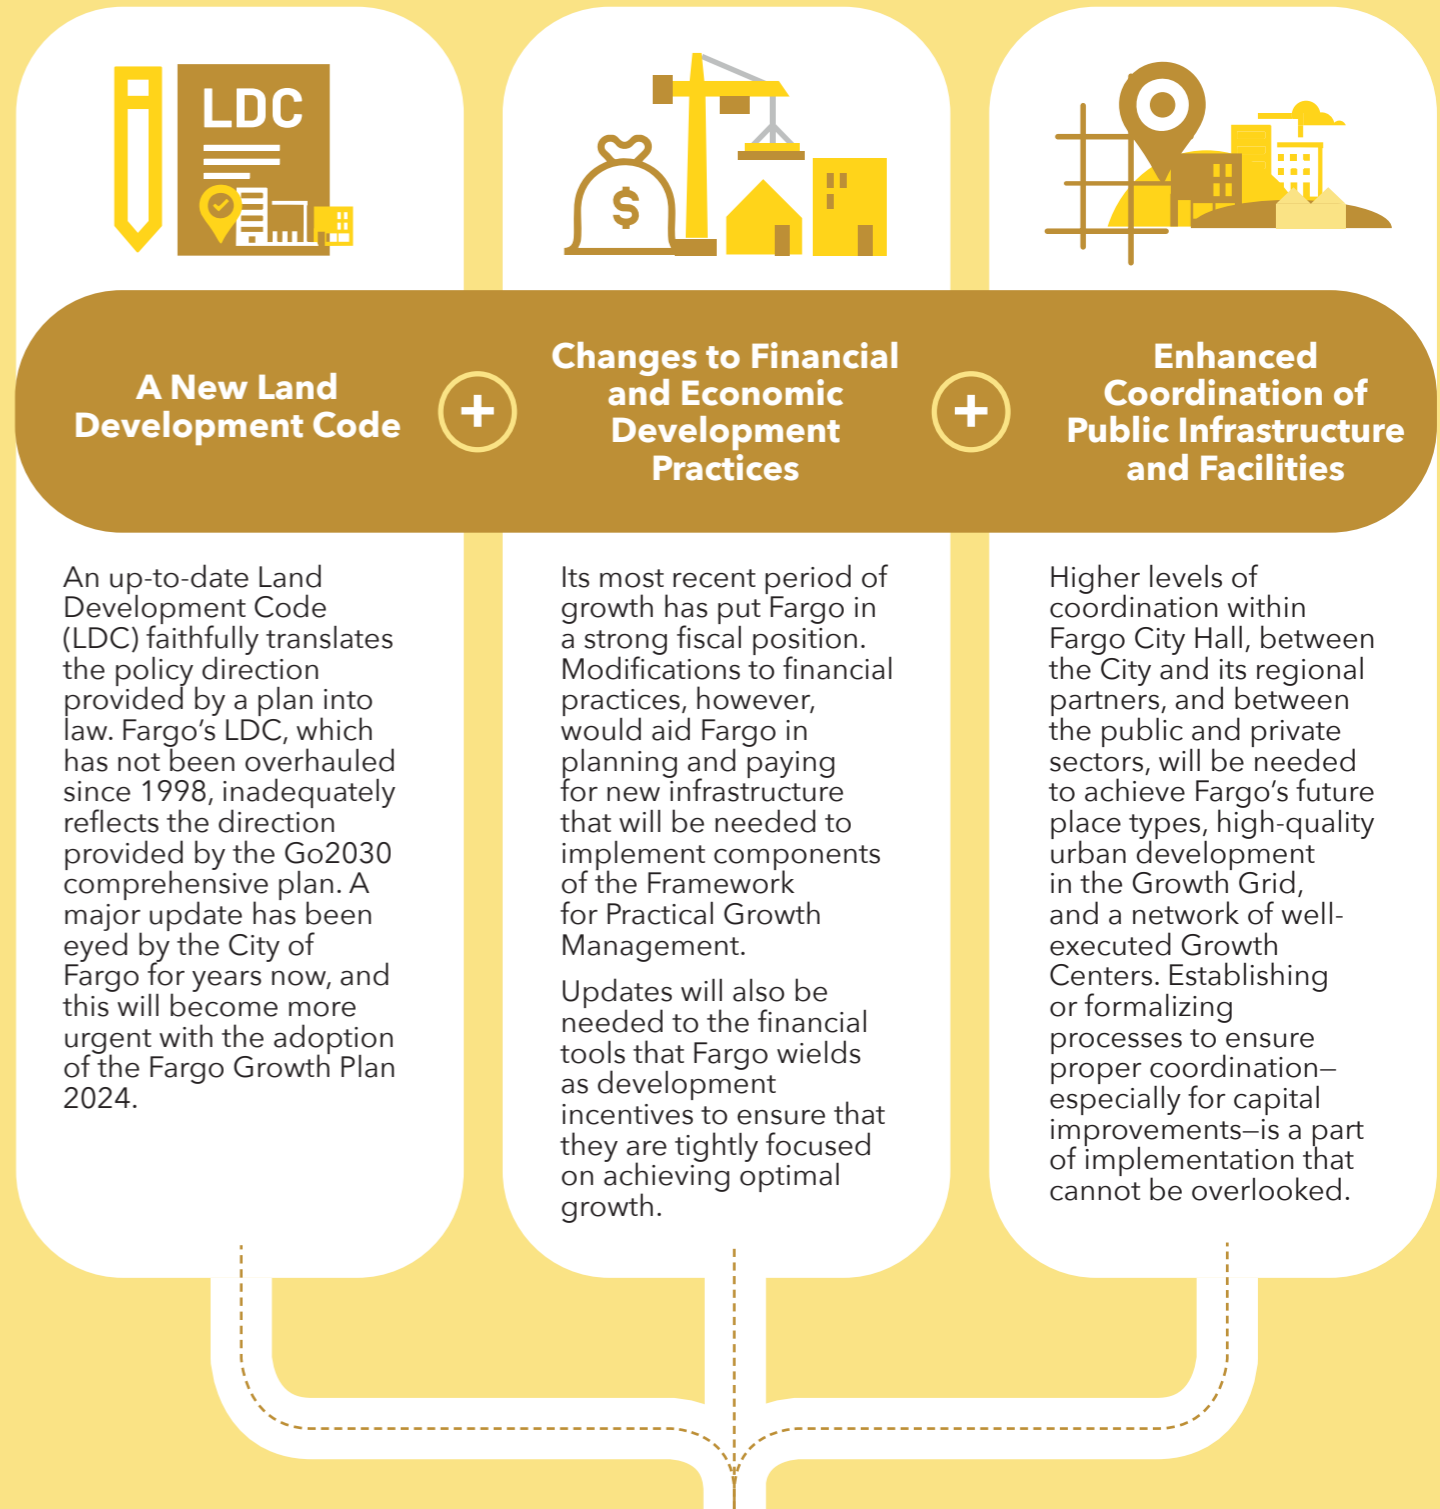 LDC
$
A New Land
Development Code
+
Changes to Financial
and Economic
Development
Practices
+
Enhanced
Coordination of
Public Infrastructure
and Facilities
An up-to-date Land
Development Code
(LDC) faithfully translates
the policy direction
provided by a plan into
law. Fargo’s LDC, which
has not been overhauled
since 1998, inadequately
reflects the direction
provided by the Go2030
comprehensive plan. A
major update has been
eyed by the City of
Fargo for years now, and
this will become more
urgent with the adoption
of the Fargo Growth Plan
2024.
Its most recent period of
growth has put Fargo in
a strong fiscal position.
Modifications to financial
practices, however,
would aid Fargo in
planning and paying
for new infrastructure
that will be needed to
implement components
of the Framework
for Practical Growth
Management.
Updates will also be
needed to the financial
tools that Fargo wields
as development
incentives to ensure that
they are tightly focused
on achieving optimal
growth.
Higher levels of
coordination within
Fargo City Hall, between
the City and its regional
partners, and between
the public and private
sectors, will be needed
to achieve Fargo’s future
place types, high-quality
urban development
in the Growth Grid,
and a network of well-
executed Growth
Centers. Establishing
or formalizing
processes to ensure
proper coordination—
especially for capital
improvements—is a part
of implementation that
cannot be overlooked.